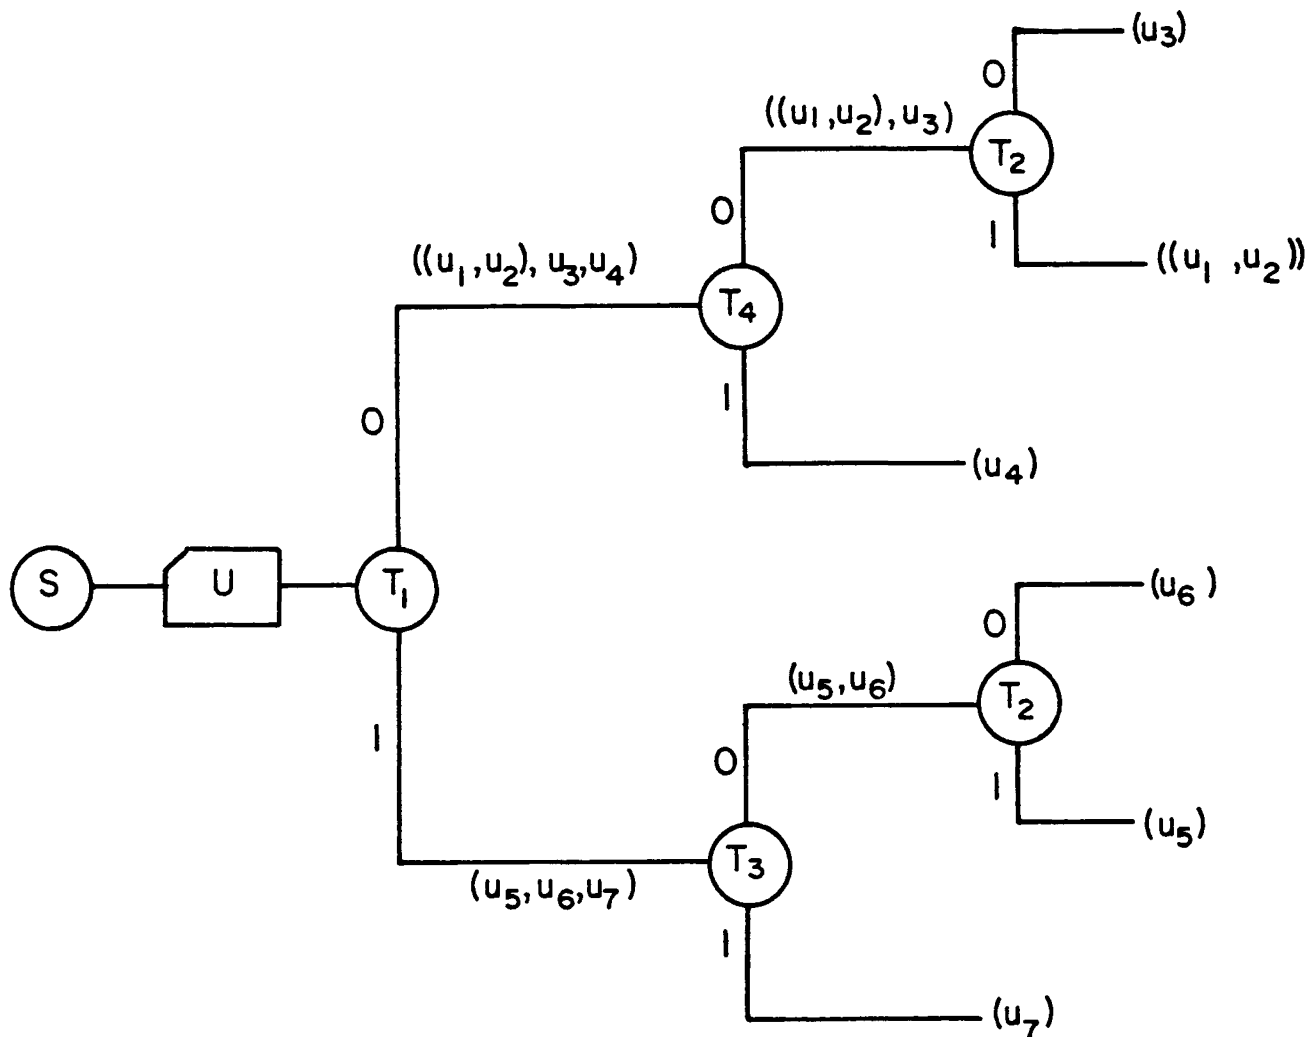 (u3)
0
((u1,u2),u3)
T2
0
1
((u1,u2),u3,u4)
((u1,u2))
T4
1
0
(u4)
S
U
T1
(u6)
0
(u5,u6)
T2
1
0
1
(u5)
T3
(u5,u6,u7)
1
(u7)